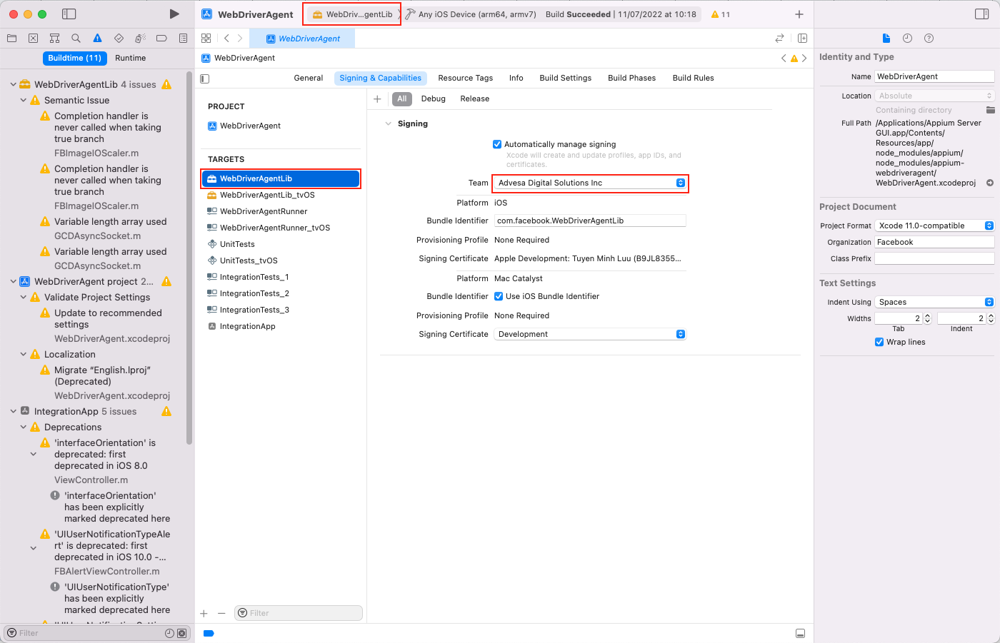 WebDriverAgent
WebDriv...gentLib
Any iOS Device (arm64, armv7)
Build Succeeded | 11/07/2022 at 10:18
11
WebDriverAgent
Buildtime (11)
Runtime
WebDriverAgent
General
Signing & Capabilities
Resource Tags
Info
Build Settings
Build Phases
Build Rules
WebDriverAgentLib 4 issues
Semantic Issue
Completion handler is
never called when taking
true branch
FBImageIOScaler.m
Completion handler is
never called when taking
true branch
FBImageIOScaler.m
Variable length array used
GCDAsyncSocket.m
Variable length array used
GCDAsyncSocket.m
WebDriverAgent project 2...
Validate Project Settings
Update to recommended
settings
WebDriverAgent.xcodeproj
Localization
Migrate “English.lproj”
(Deprecated)
WebDriverAgent.xcodeproj
IntegrationApp 5 issues
Deprecations
'interfaceOrientation' is
deprecated: first
deprecated in iOS 8.0
ViewController.m
'interfaceOrientation'
has been explicitly
marked deprecated here
'UIUserNotificationTypeAle
rt' is deprecated: first
deprecated in iOS 10.0 -...
FBAlertViewController.m
'UIUserNotificationType'
has been explicitly
marked deprecated here
Filter
PROJECT
WebDriverAgent
TARGETS
WebDriverAgentLib
WebDriverAgentLib_tvOS
WebDriverAgentRunner
WebDriverAgentRunner_tvOS
UnitTests
UnitTests_tvOS
IntegrationTests_1
IntegrationTests_2
IntegrationTests_3
IntegrationApp
Filter
All
Debug
Release
Signing
Automatically manage signing
Xcode will create and update profiles, app IDs, and
certificates.
Team Advesa Digital Solutions Inc
Platform iOS
Bundle Identifier com.facebook.WebDriverAgentLib
Provisioning Profile None Required
Signing Certificate Apple Development: Tuyen Minh Luu (B9JL8355...
Platform Mac Catalyst
Bundle Identifier Use iOS Bundle Identifier
Provisioning Profile None Required
Signing Certificate Development
Identity and Type
Name WebDriverAgent
Location Absolute
Containing directory
Full Path /Applications/Appium Server
GUI.app/Contents/
Resources/app/
node_modules/appium/
node_modules/appium-
webdriveragent/
WebDriverAgent.xcodeproj
Project Document
Project Format Xcode 11.0-compatible
Organization Facebook
Class Prefix
Text Settings
Indent Using Spaces
Widths 2 2
Tab Indent
Wrap lines